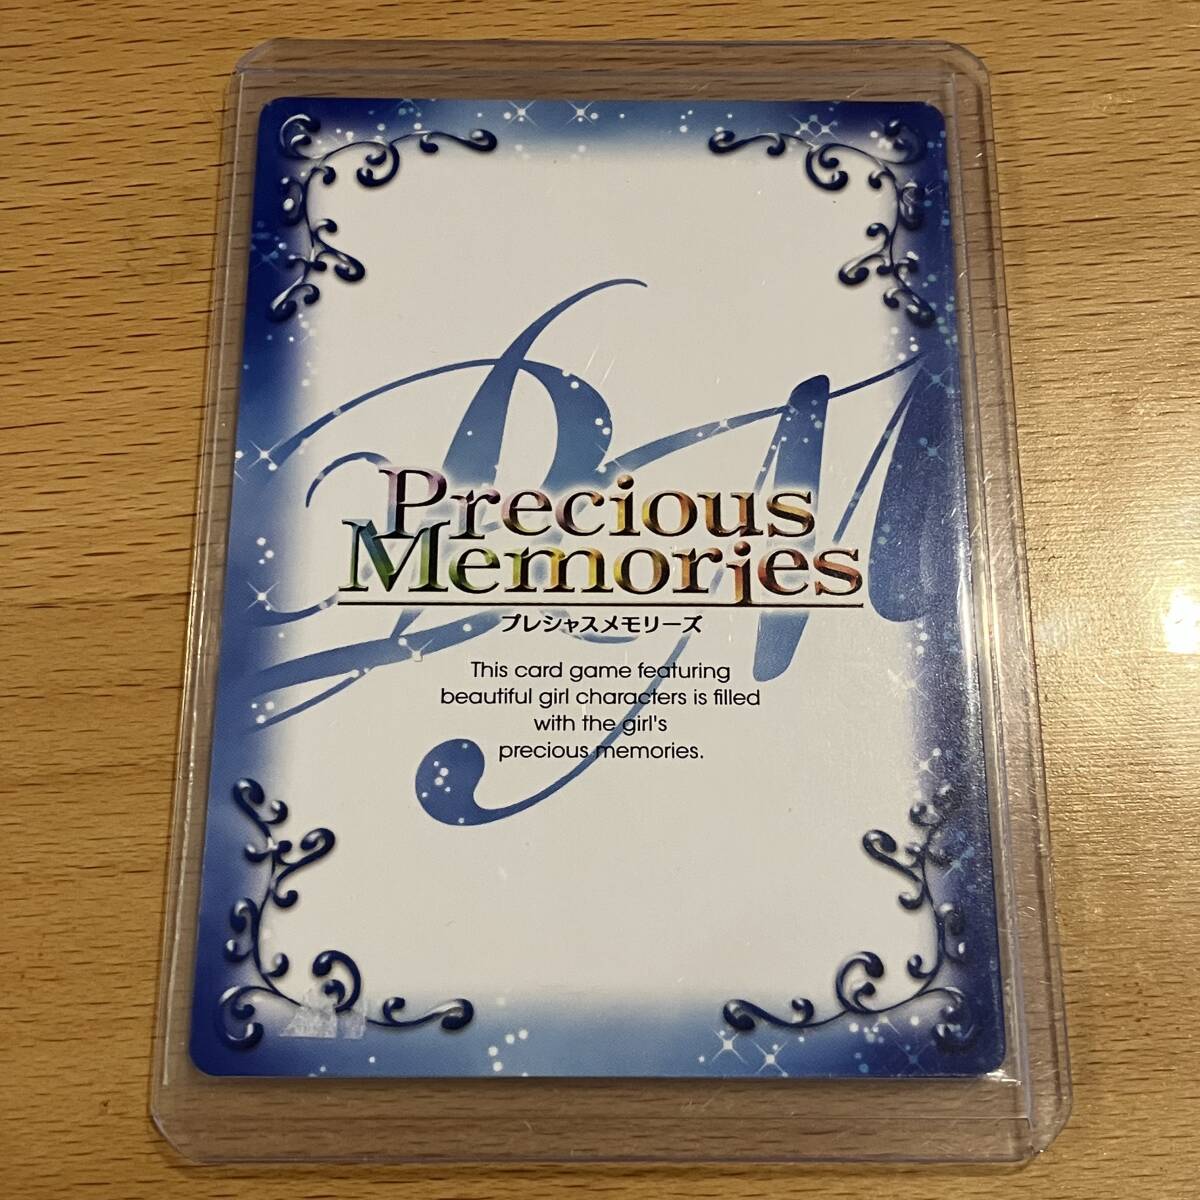 Precious
Memories
プレシャスメモリーズ
This card game featuring
beautiful girl characters is filled
with the girl's
precious memories.